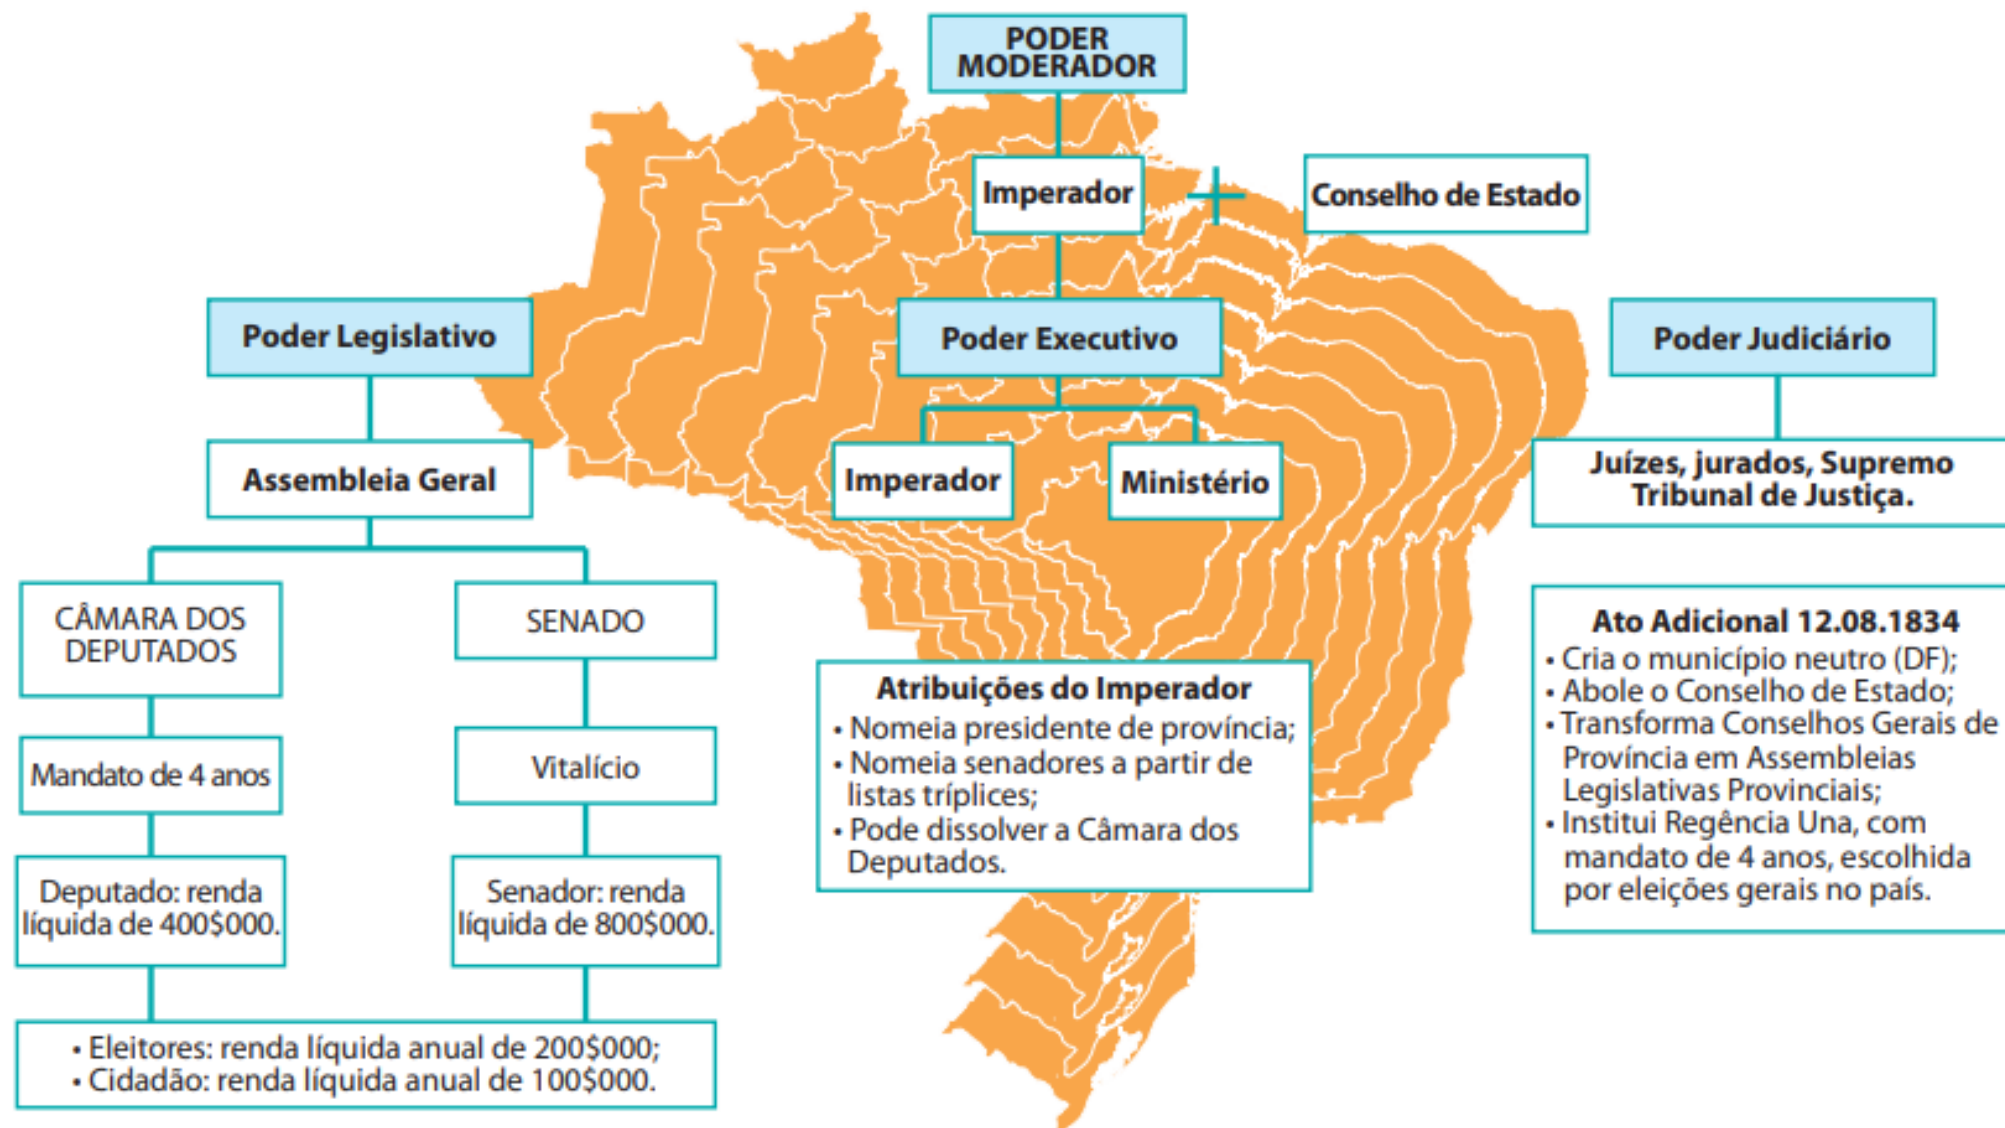 PODER
MODERADOR
Imperador
Conselho de Estado
Poder Legislativo
Poder Executivo
Poder Judiciário
Assembleia Geral
Imperador
Ministério
Juízes, jurados, Supremo
Tribunal de Justiça.
CÂMARA DOS
DEPUTADOS
SENADO
Mandato de 4 anos
Vitalício
Deputado: renda
líquida de 400$000.
Senador: renda
líquida de 800$000.
• Eleitores: renda líquida anual de 200$000;
• Cidadão: renda líquida anual de 100$000.
Atribuições do Imperador
• Nomeia presidente de província;
• Nomeia senadores a partir de
listas tríplices;
• Pode dissolver a Câmara dos
Deputados.
Ato Adicional 12.08.1834
• Cria o município neutro (DF);
• Abole o Conselho de Estado;
• Transforma Conselhos Gerais de
Província em Assembleias
Legislativas Provinciais;
• Institui Regência Una, com
mandato de 4 anos, escolhida
por eleições gerais no país.